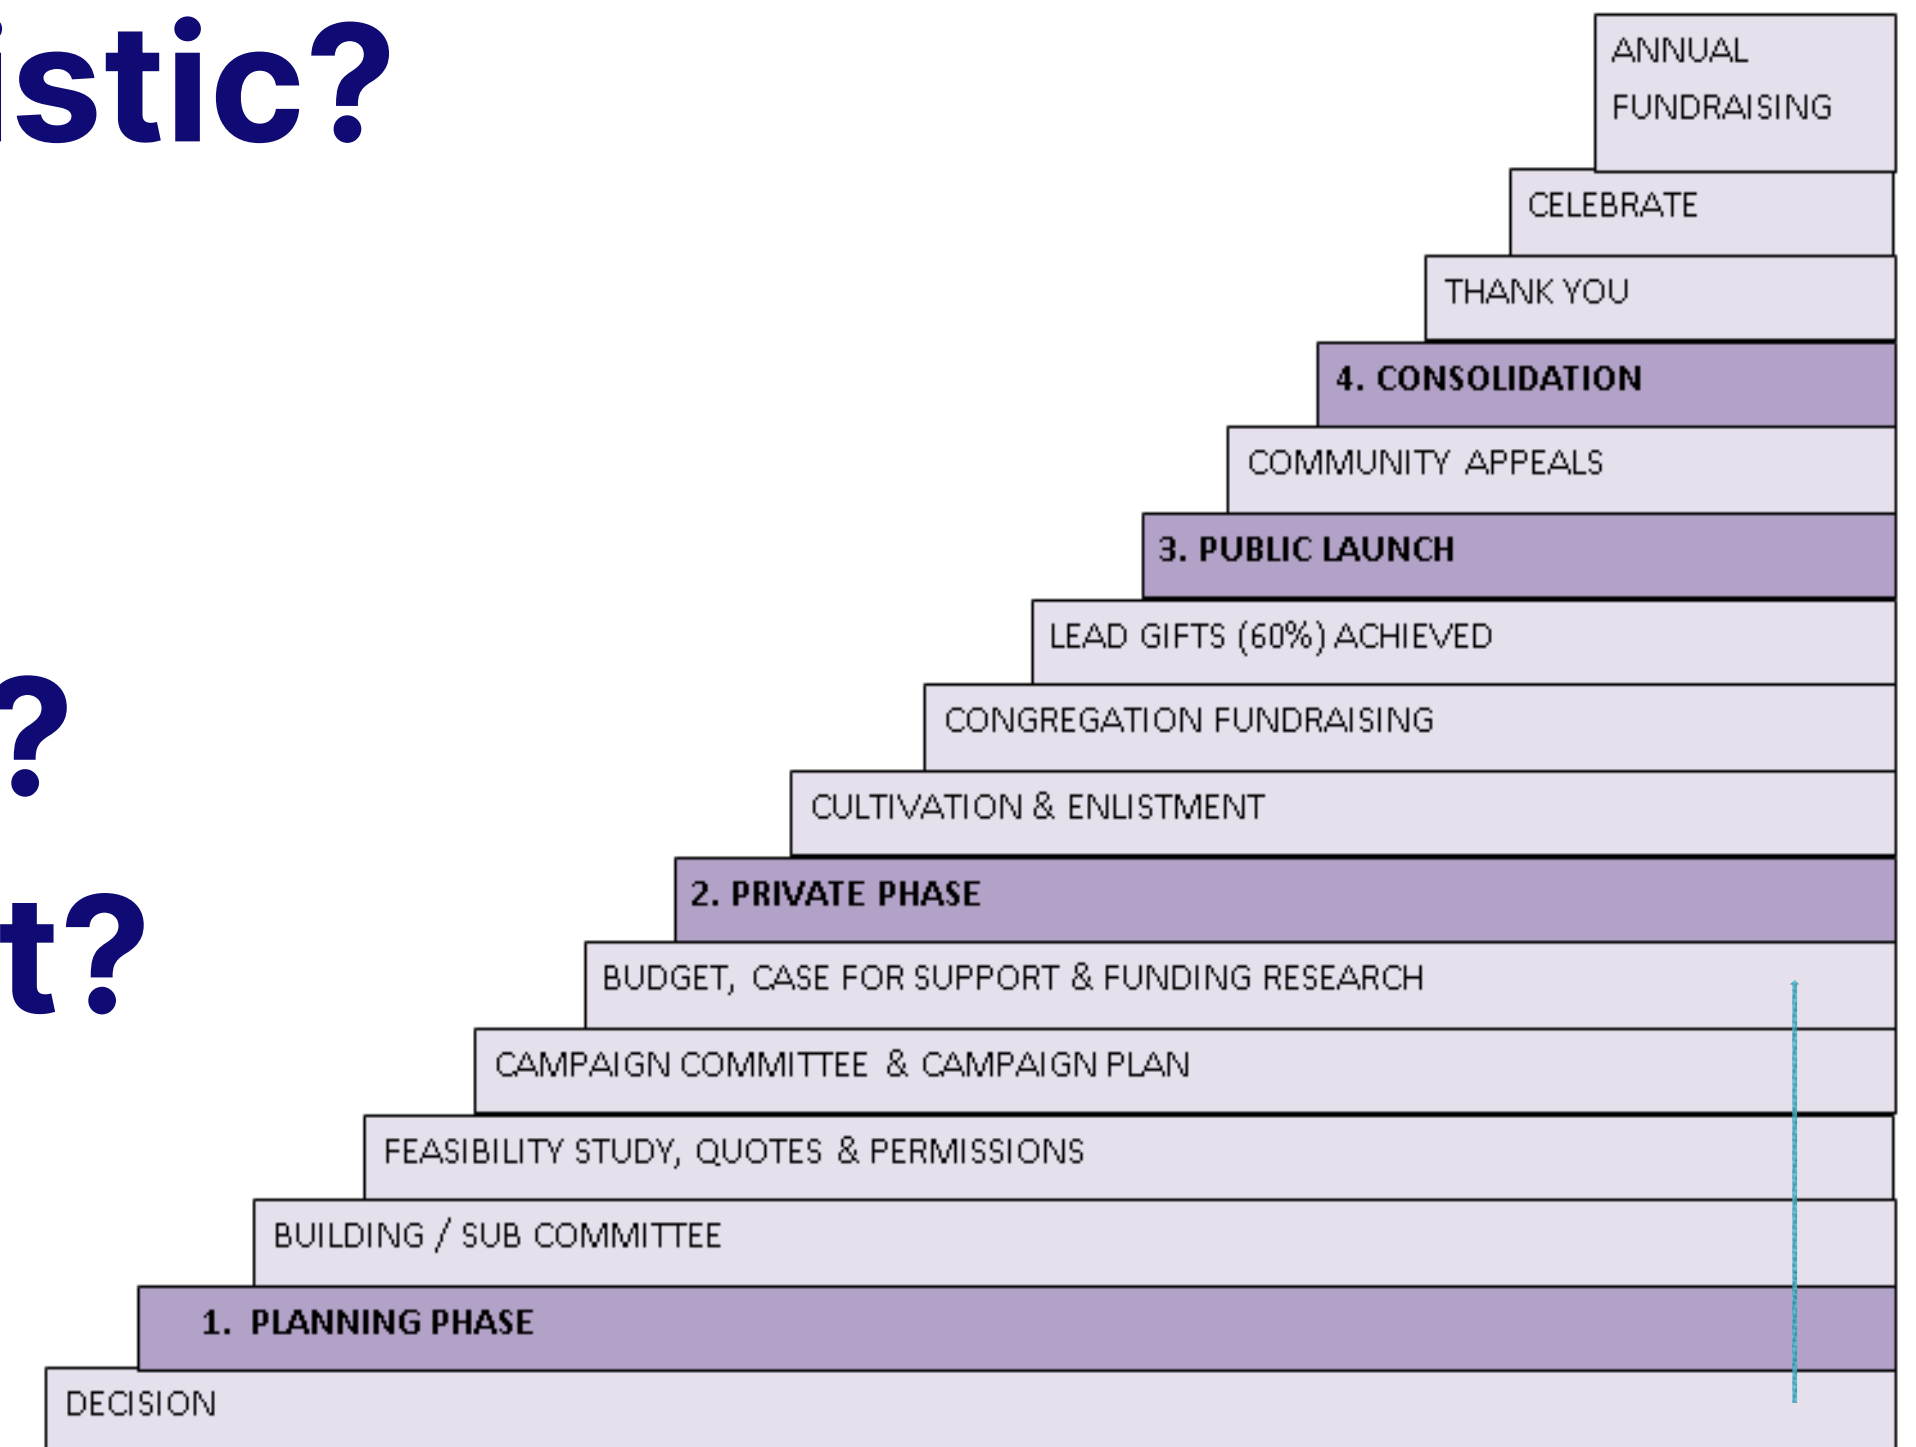 istic?
?
t?
ANNUAL
FUNDRAISING
CELEBRATE
THANK YOU
4. CONSOLIDATION
COMMUNITY APPEALS
3. PUBLIC LAUNCH
LEAD GIFTS (60%) ACHIEVED
CONGREGATION FUNDRAISING
CULTIVATION & ENLISTMENT
2. PRIVATE PHASE
BUDGET, CASE FOR SUPPORT & FUNDING RESEARCH
CAMPAIGN COMMITTEE & CAMPAIGN PLAN
FEASIBILITY STUDY, QUOTES & PERMISSIONS
BUILDING / SUB COMMITTEE
1. PLANNING PHASE
DECISION